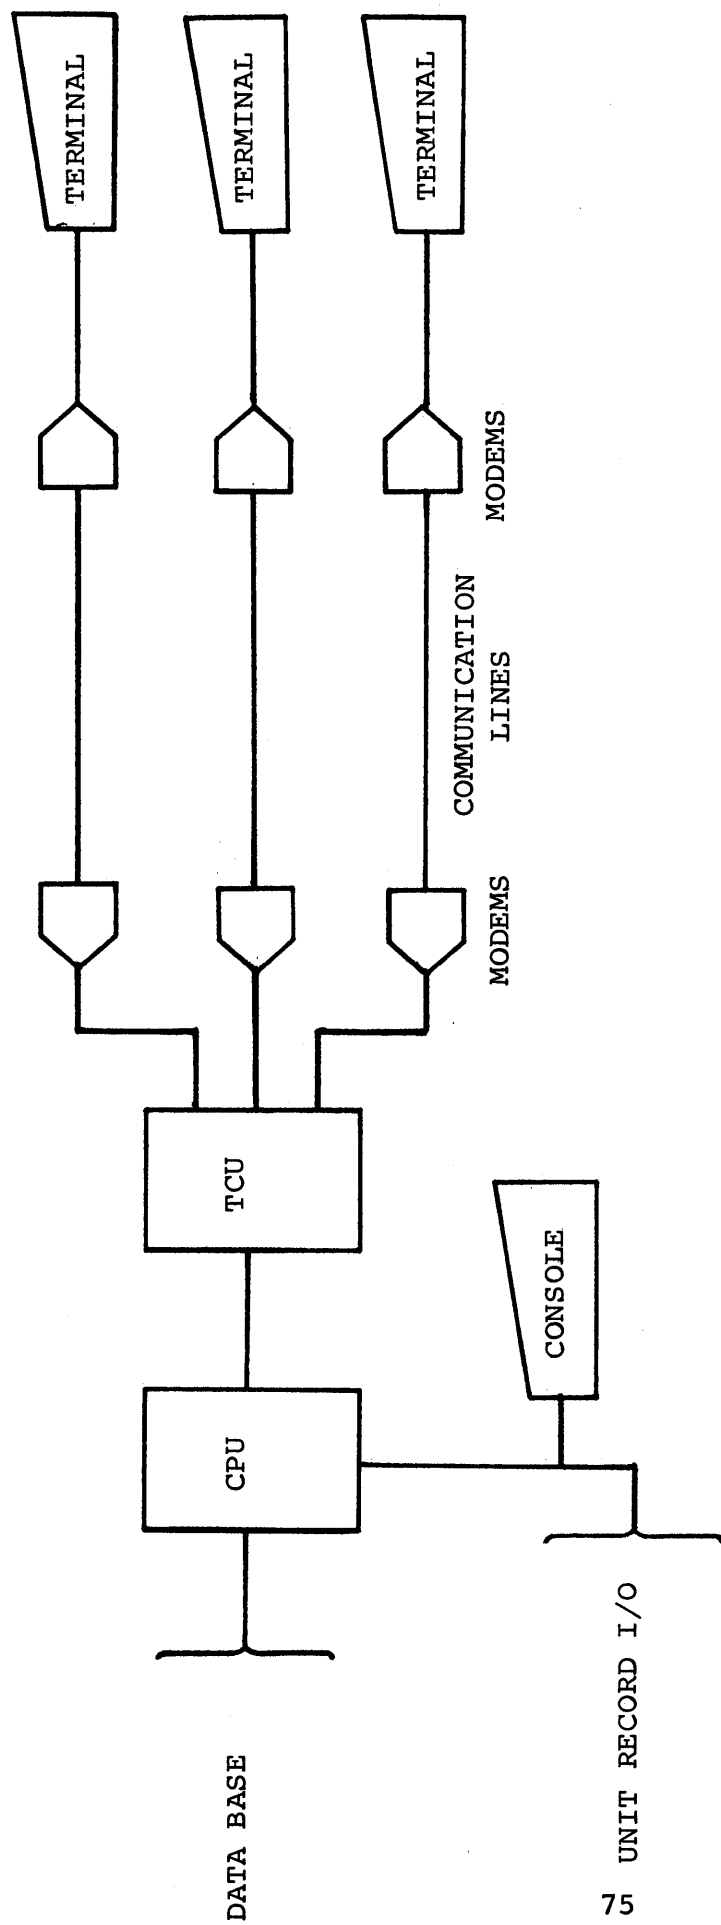 DATA BASE
CPU
TCU
TERMINAL
TERMINAL
TERMINAL
MODEMS
COMMUNICATION
LINES
MODEMS
CONSOLE
UNIT RECORD I/O
75